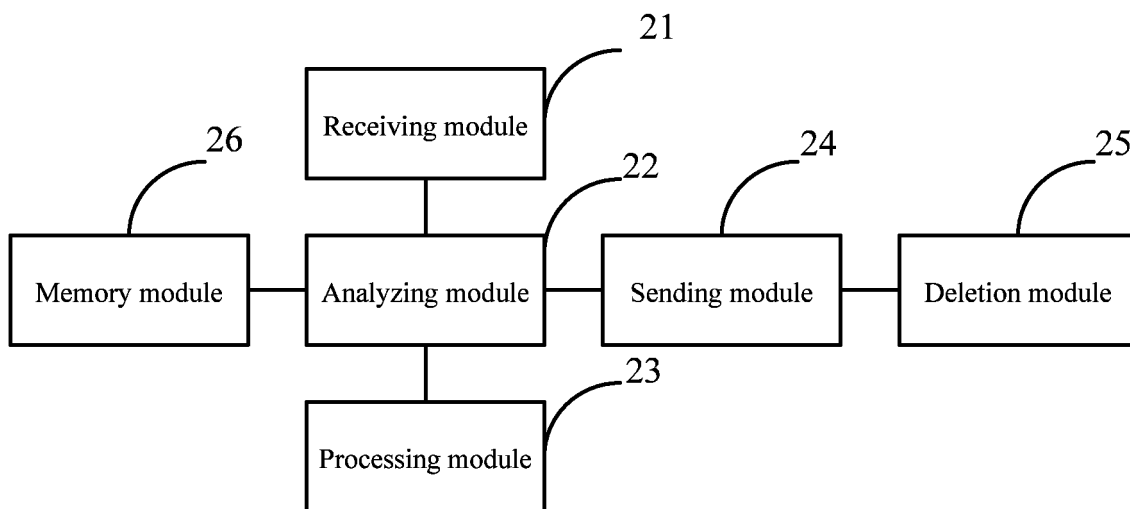 21
Receiving module
26
22
24
25
Memory module
Analyzing module
Sending module
Deletion module
23
Processing module